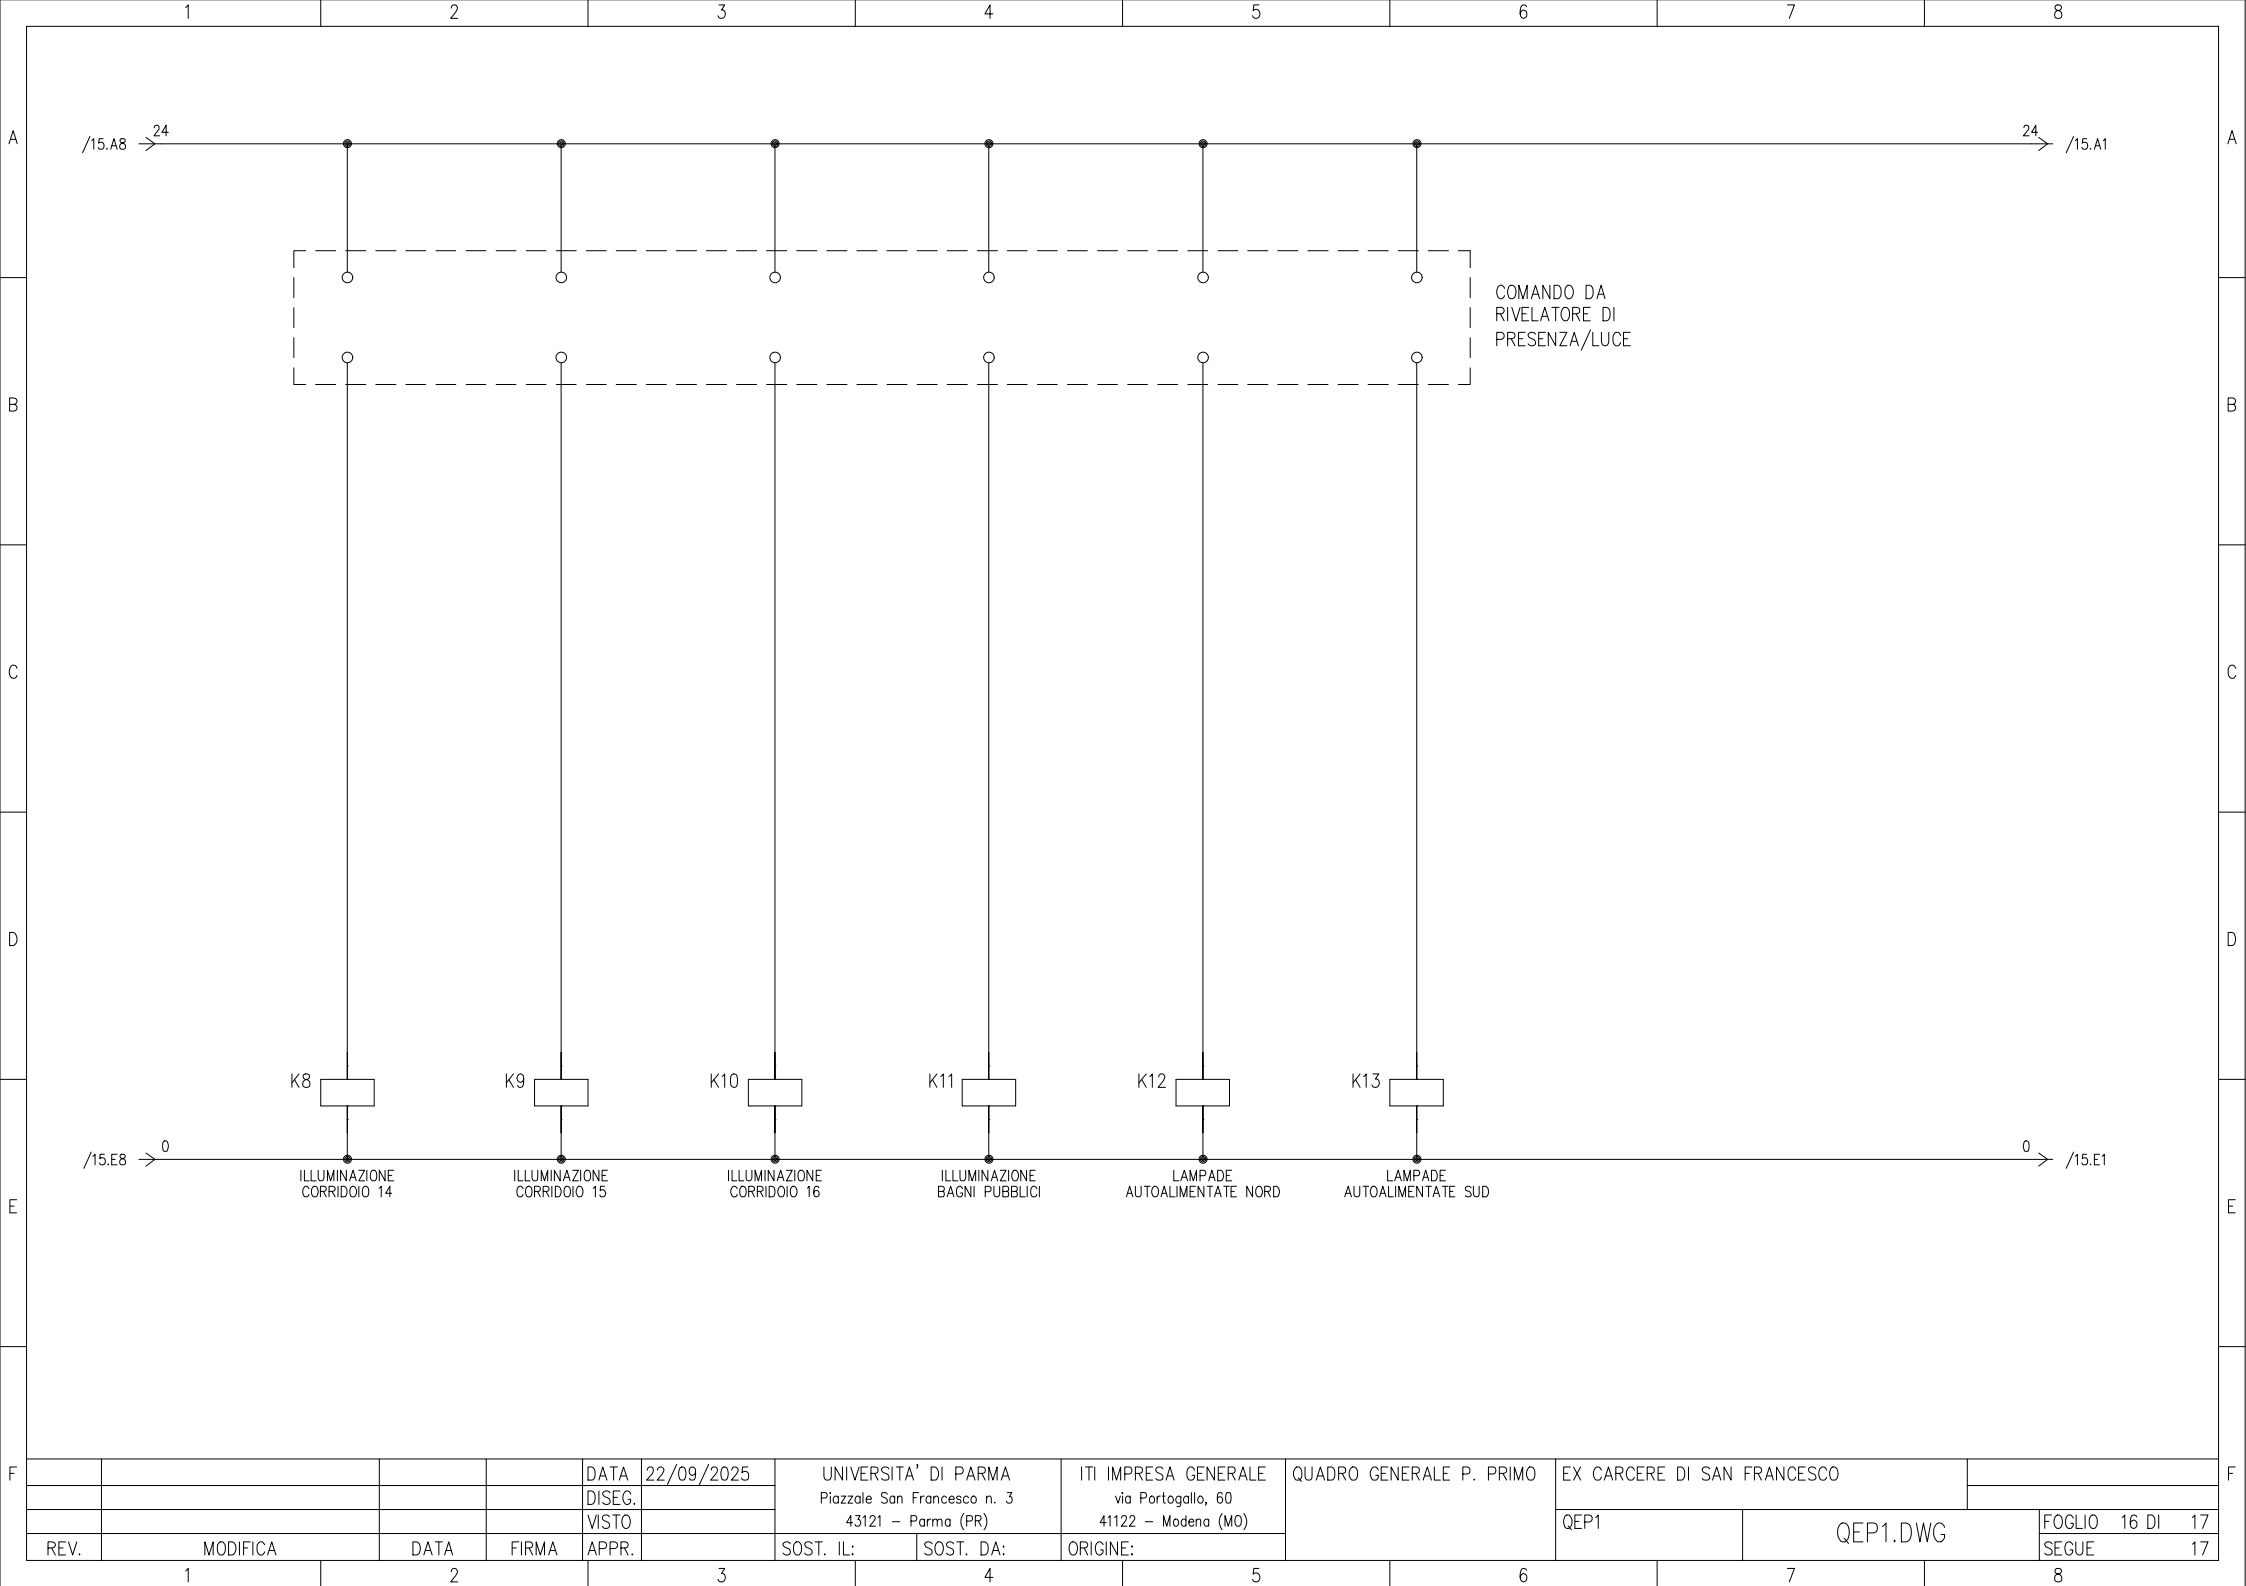 1 2 3 4 5 6 7 8
A A
24 24
/15.A8 /15.A1
COMANDO DA
RIVELATORE DI
PRESENZA/LUCE
B B
C C
D D
K8 K9 K10 K11 K12 K13
0 0
/15.E8 /15.E1
ILLUMINAZIONE
CORRIDOIO 14
ILLUMINAZIONE
CORRIDOIO 15
ILLUMINAZIONE
CORRIDOIO 16
ILLUMINAZIONE
BAGNI PUBBLICI
LAMPADE
AUTOALIMENTATE NORD
LAMPADE
AUTOALIMENTATE SUD
E E
F F
REV. MODIFICA DATA FIRMA
DATA 22/09/2025
DISEG.
VISTO
APPR.
UNIVERSITA' DI PARMA
Piazzale San Francesco n. 3
43121 – Parma (PR)
SOST. IL: SOST. DA:
ITI IMPRESA GENERALE
via Portogallo, 60
41122 – Modena (MO)
ORIGINE:
QUADRO GENERALE P. PRIMO
EX CARCERE DI SAN FRANCESCO
QEP1
QEP1.DWG
FOGLIO 16 DI 17
SEGUE 17
1 2 3 4 5 6 7 8